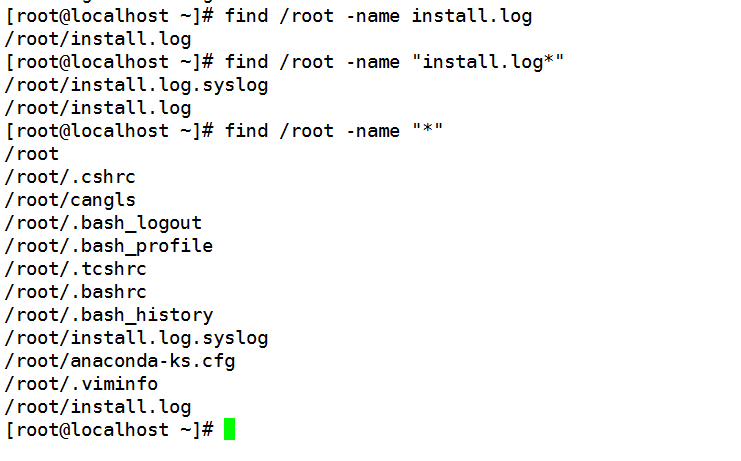 [root@localhost ~]# find /root -name install.log
/root/install.log
[root@localhost ~]# find /root -name "install.log*"
/root/install.log.syslog
/root/install.log
[root@localhost ~]# find /root -name "*"
/root
/root/.cshrc
/root/cangls
/root/.bash_logout
/root/.bash_profile
/root/.tcshrc
/root/.bashrc
/root/.bash_history
/root/install.log.syslog
/root/anaconda-ks.cfg
/root/.viminfo
/root/install.log
[root@localhost ~]#